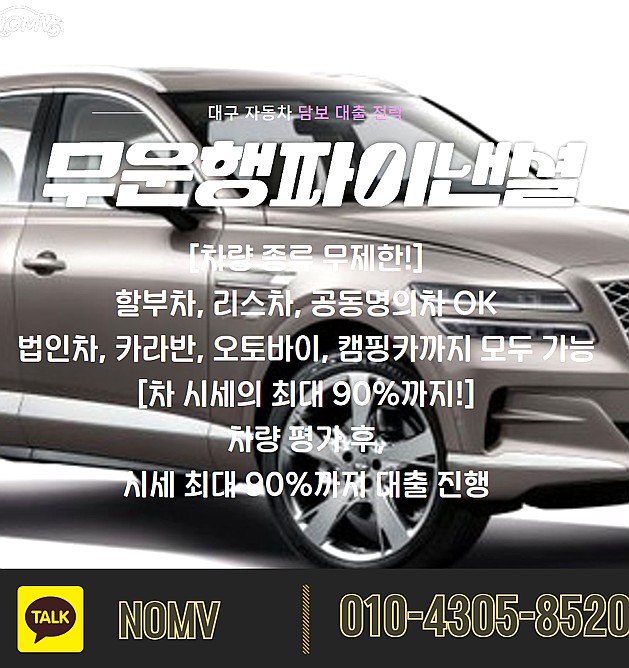 NOMV
대구 자동차 담보 대출 전략
무운행파이낸셜
[차량 종류 무제한!]
할부차, 리스차, 공동명의차 OK
법인차, 카라반, 오토바이, 캠핑카까지 모두 가능
[차 시세의 최대 90%까지!]
차량 평가 후,
시세 최대 90%까지 대출 진행
TALK
NOMV
010-4305-8520